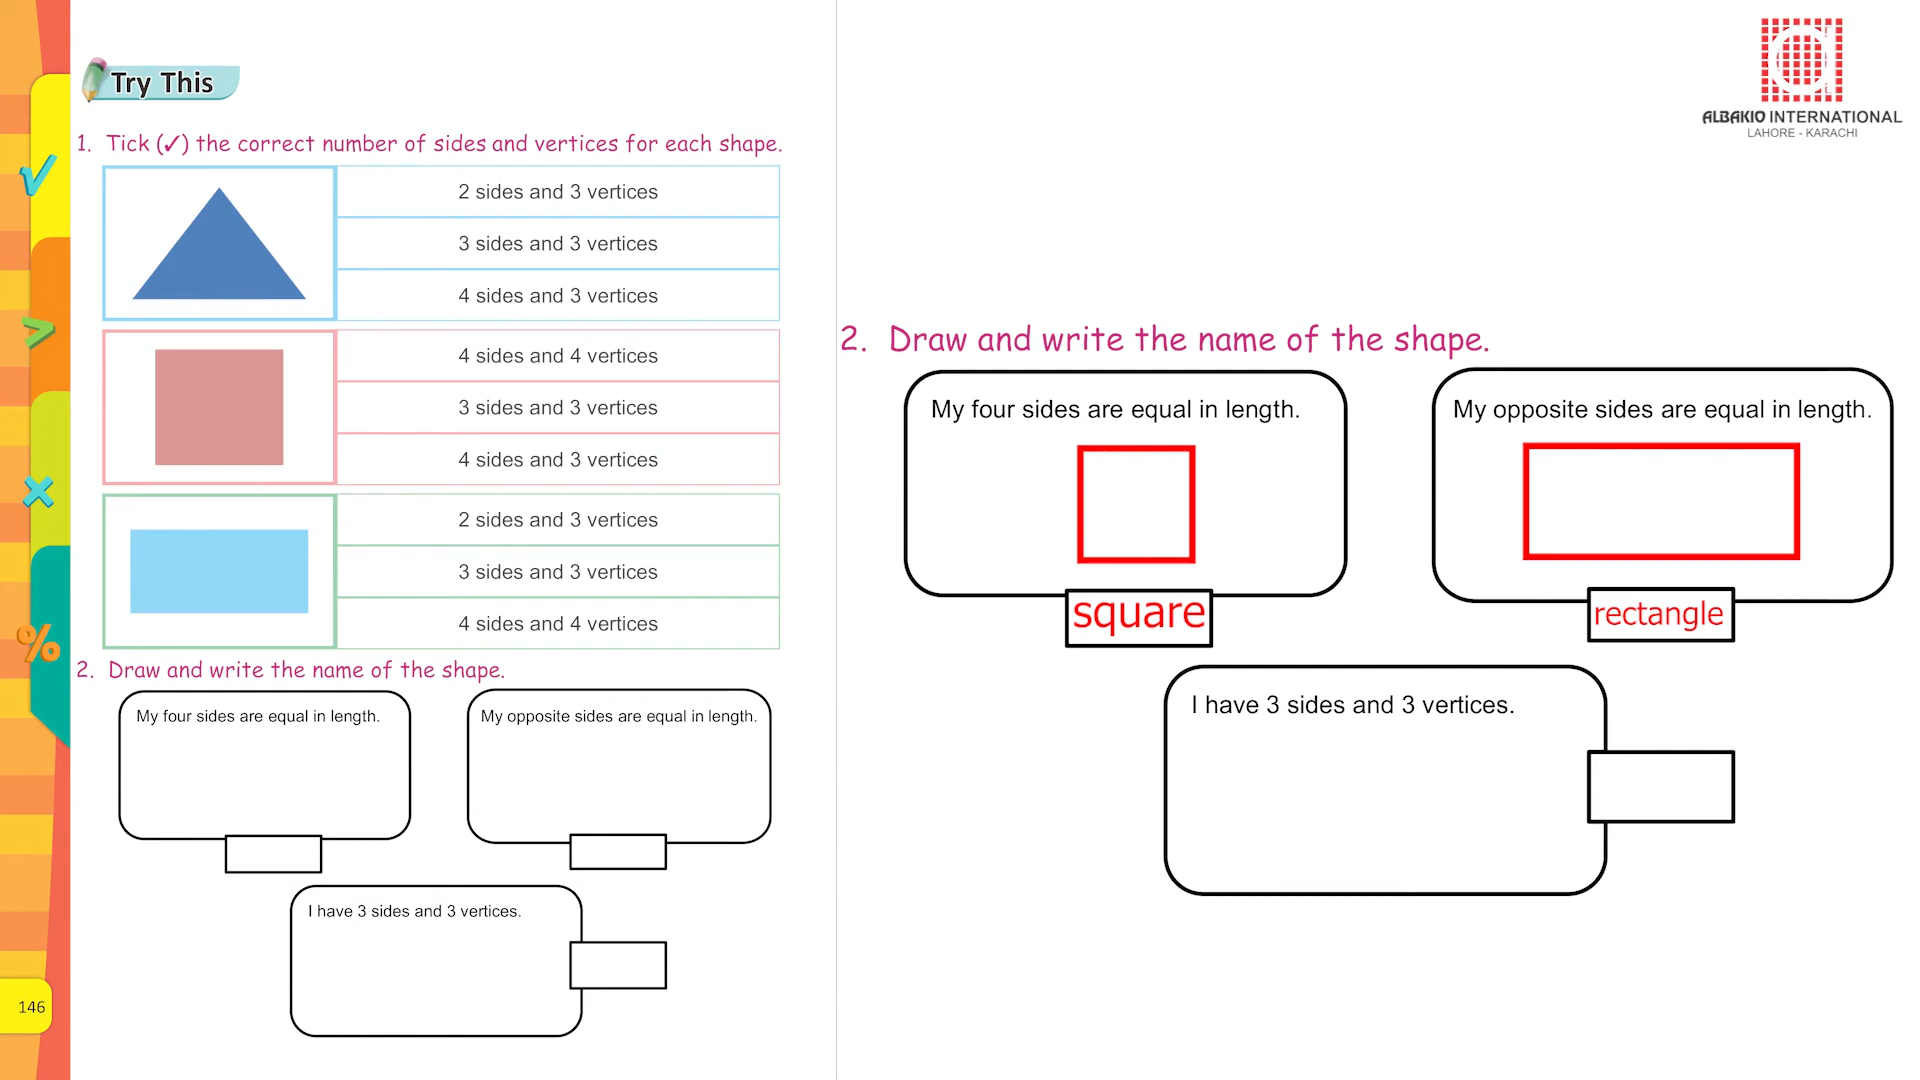 Try This
1. Tick (✓) the correct number of sides and vertices for each shape.
2 sides and 3 vertices
3 sides and 3 vertices
4 sides and 3 vertices
4 sides and 4 vertices
3 sides and 3 vertices
4 sides and 3 vertices
2 sides and 3 vertices
3 sides and 3 vertices
4 sides and 4 vertices
2. Draw and write the name of the shape.
My four sides are equal in length.
My opposite sides are equal in length.
I have 3 sides and 3 vertices.
146
ALBAKIO INTERNATIONAL
LAHORE - KARACHI
2. Draw and write the name of the shape.
My four sides are equal in length.
square
My opposite sides are equal in length.
rectangle
I have 3 sides and 3 vertices.